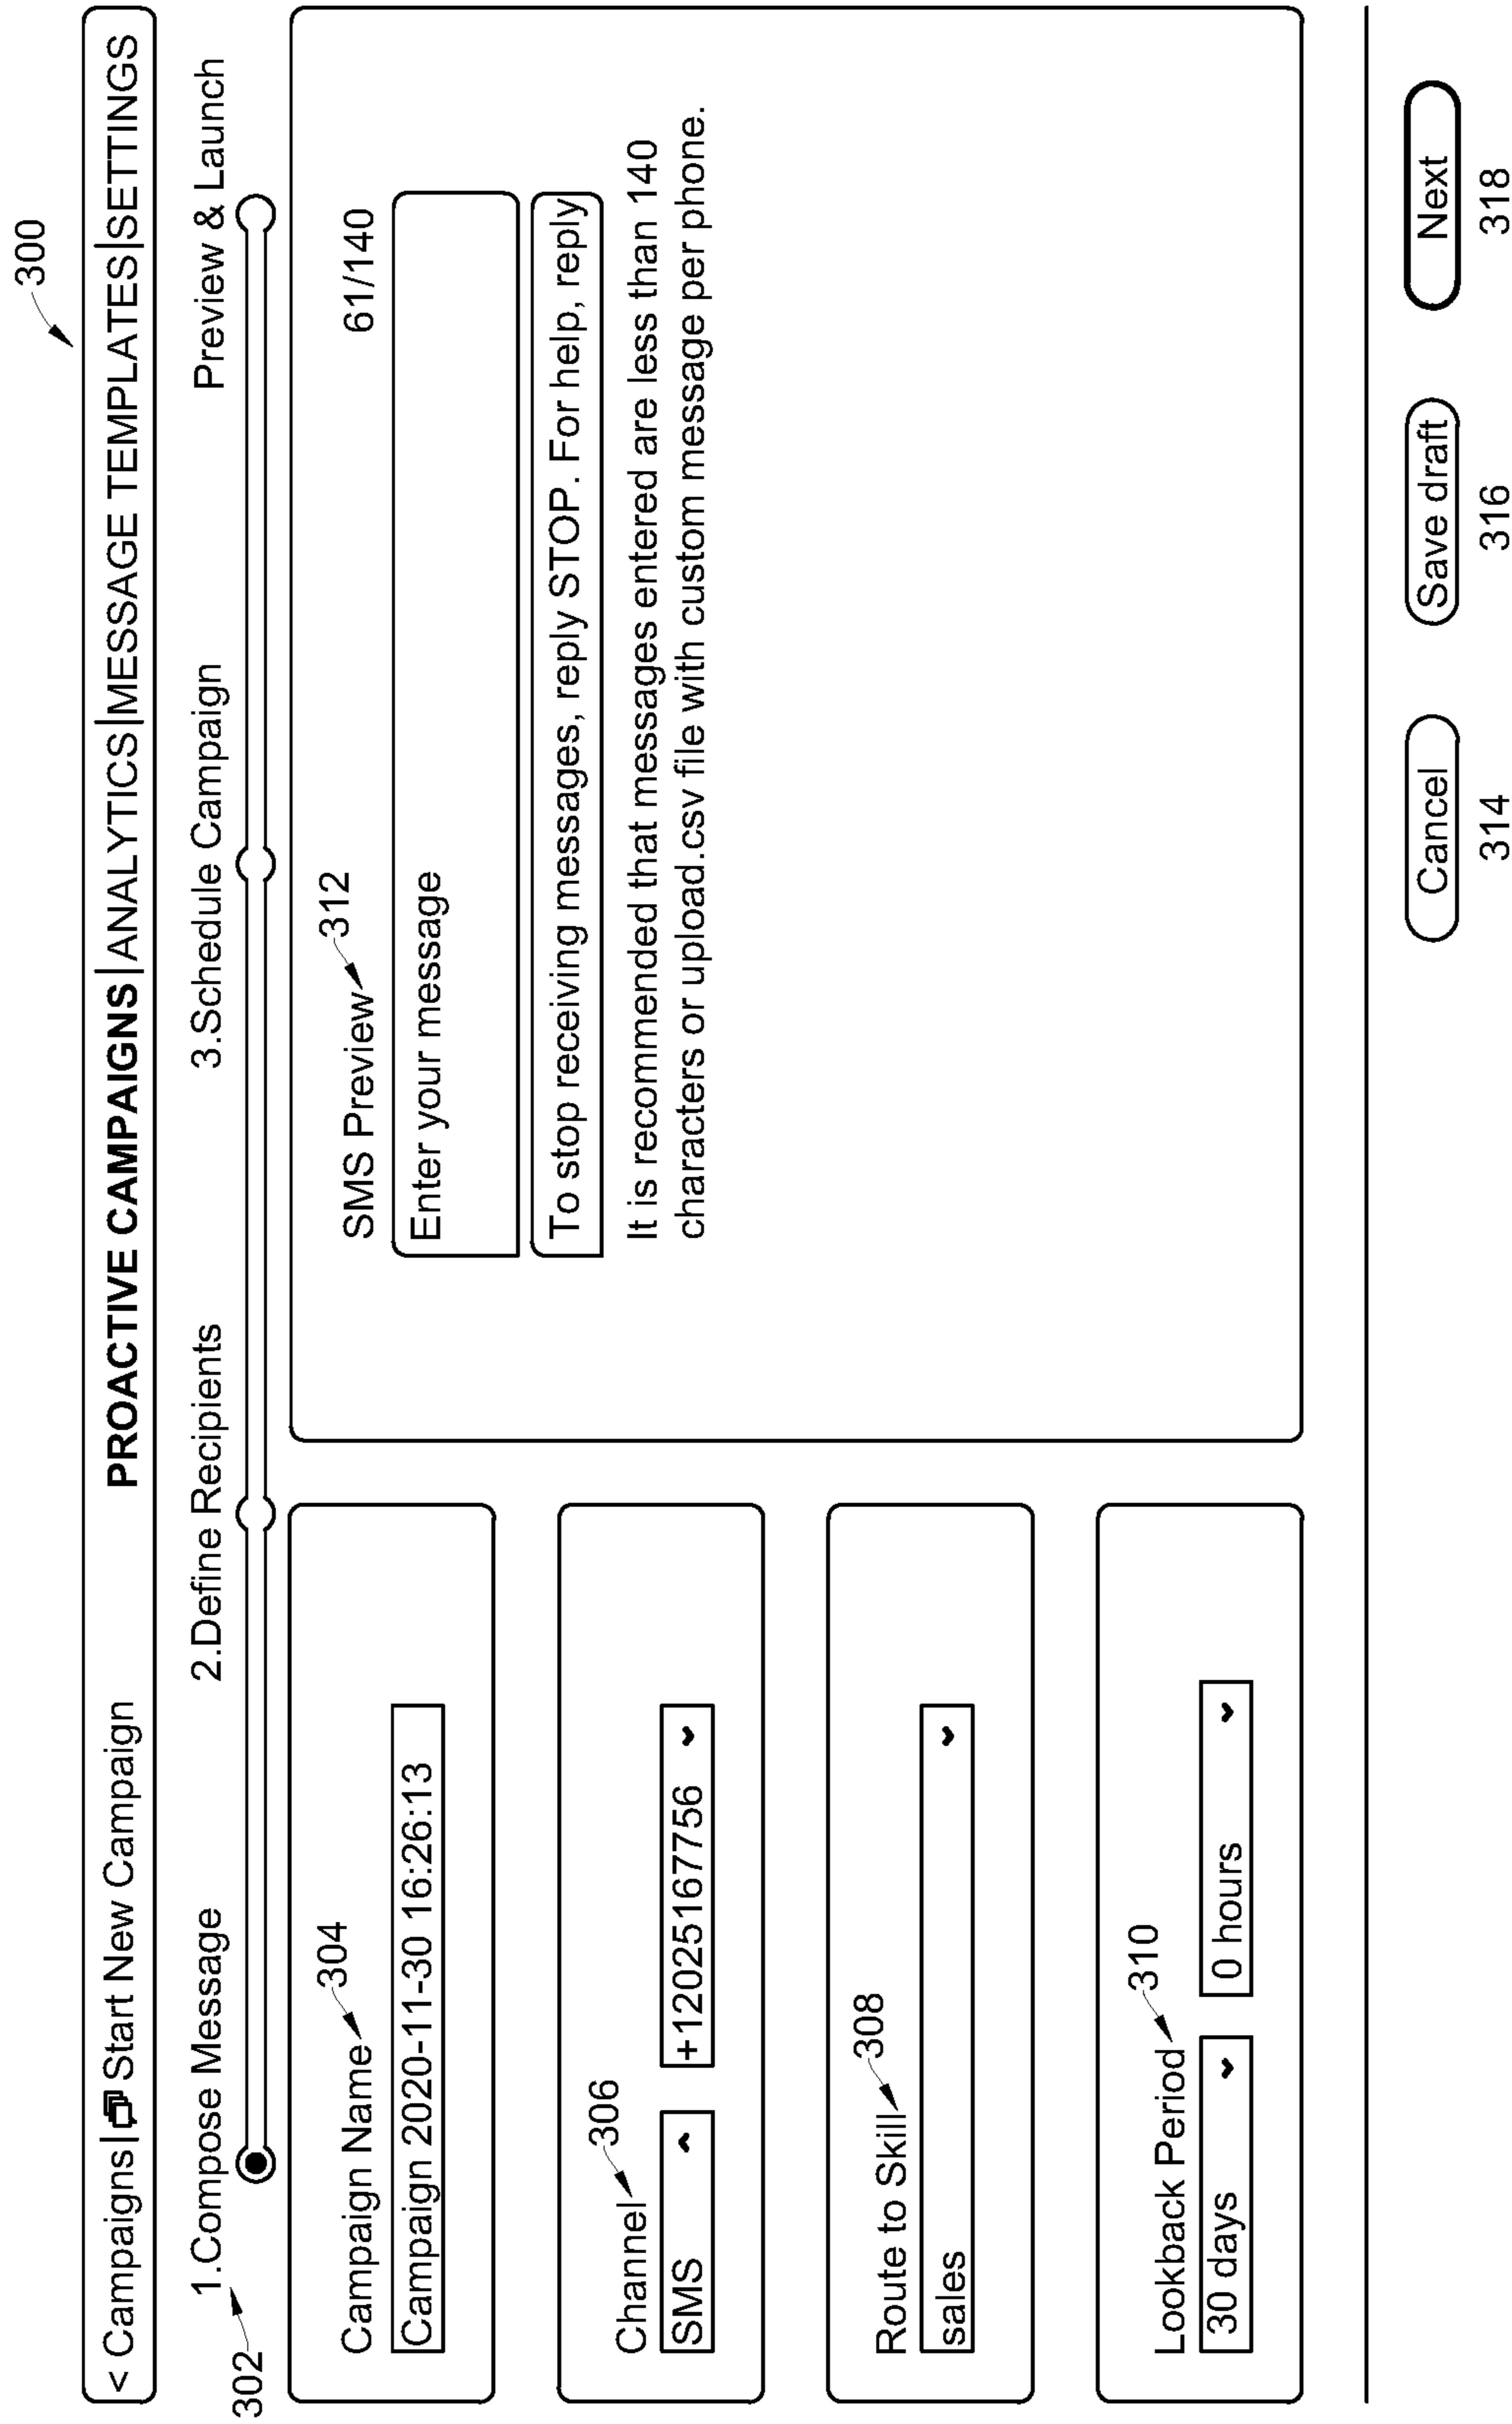 300
< Campaigns| Start New Campaign PROACTIVE CAMPAIGNS|ANALYTICS|MESSAGE TEMPLATES|SETTINGS
302 1.Compose Message 2.Define Recipients 3.Schedule Campaign Preview & Launch
Campaign Name 304
Campaign 2020-11-30 16:26:13
Channel 306
SMS +12025167756
Route to Skill 308
sales
Lookback Period 310
30 days 0 hours
SMS Preview 312 61/140
Enter your message
To stop receiving messages, reply STOP. For help, reply
It is recommended that messages entered are less than 140
characters or upload.csv file with custom message per phone.
Cancel Save draft Next
314 316 318